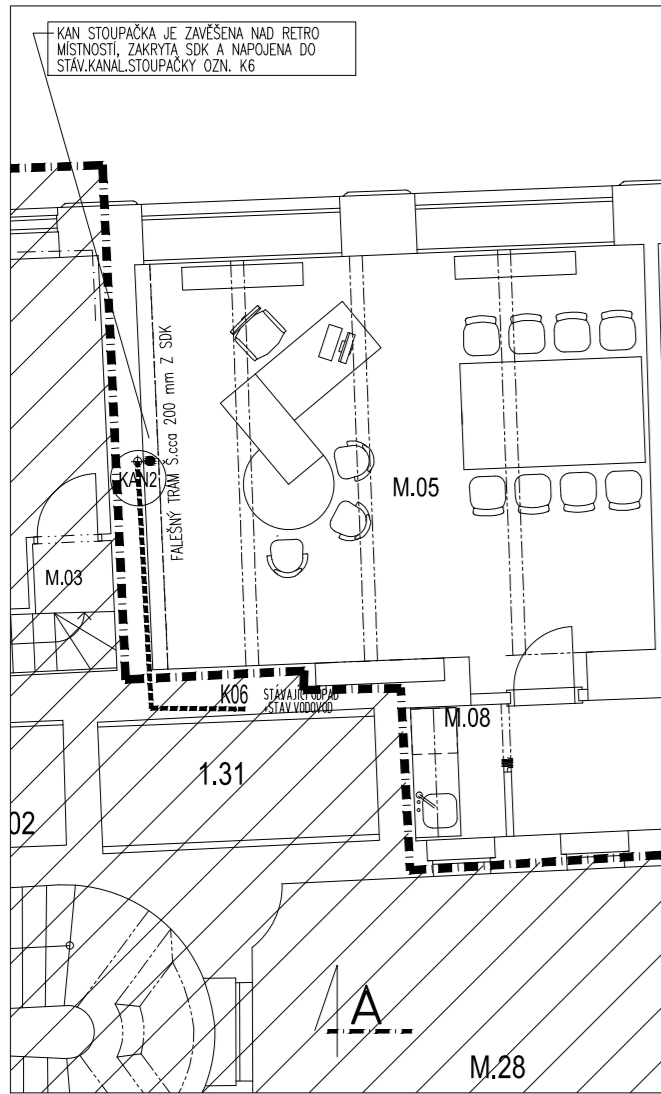 KAN STOUPAČKA JE ZAVĚŠENA NAD RETRO
MÍSTNOSTÍ, ZAKRYTA SDK A NAPOJENA DO
STÁV.KANAL.STOUPAČKY OZN. K6
FALEŠNÝ TRÁM Š.cca 200 mm Z SDK
KAN2
M.05
M.03
K06
STÁVAJÍCÍ ODPAD
+STAV.VODOVOD
M.08
1.31
02
A
M.28